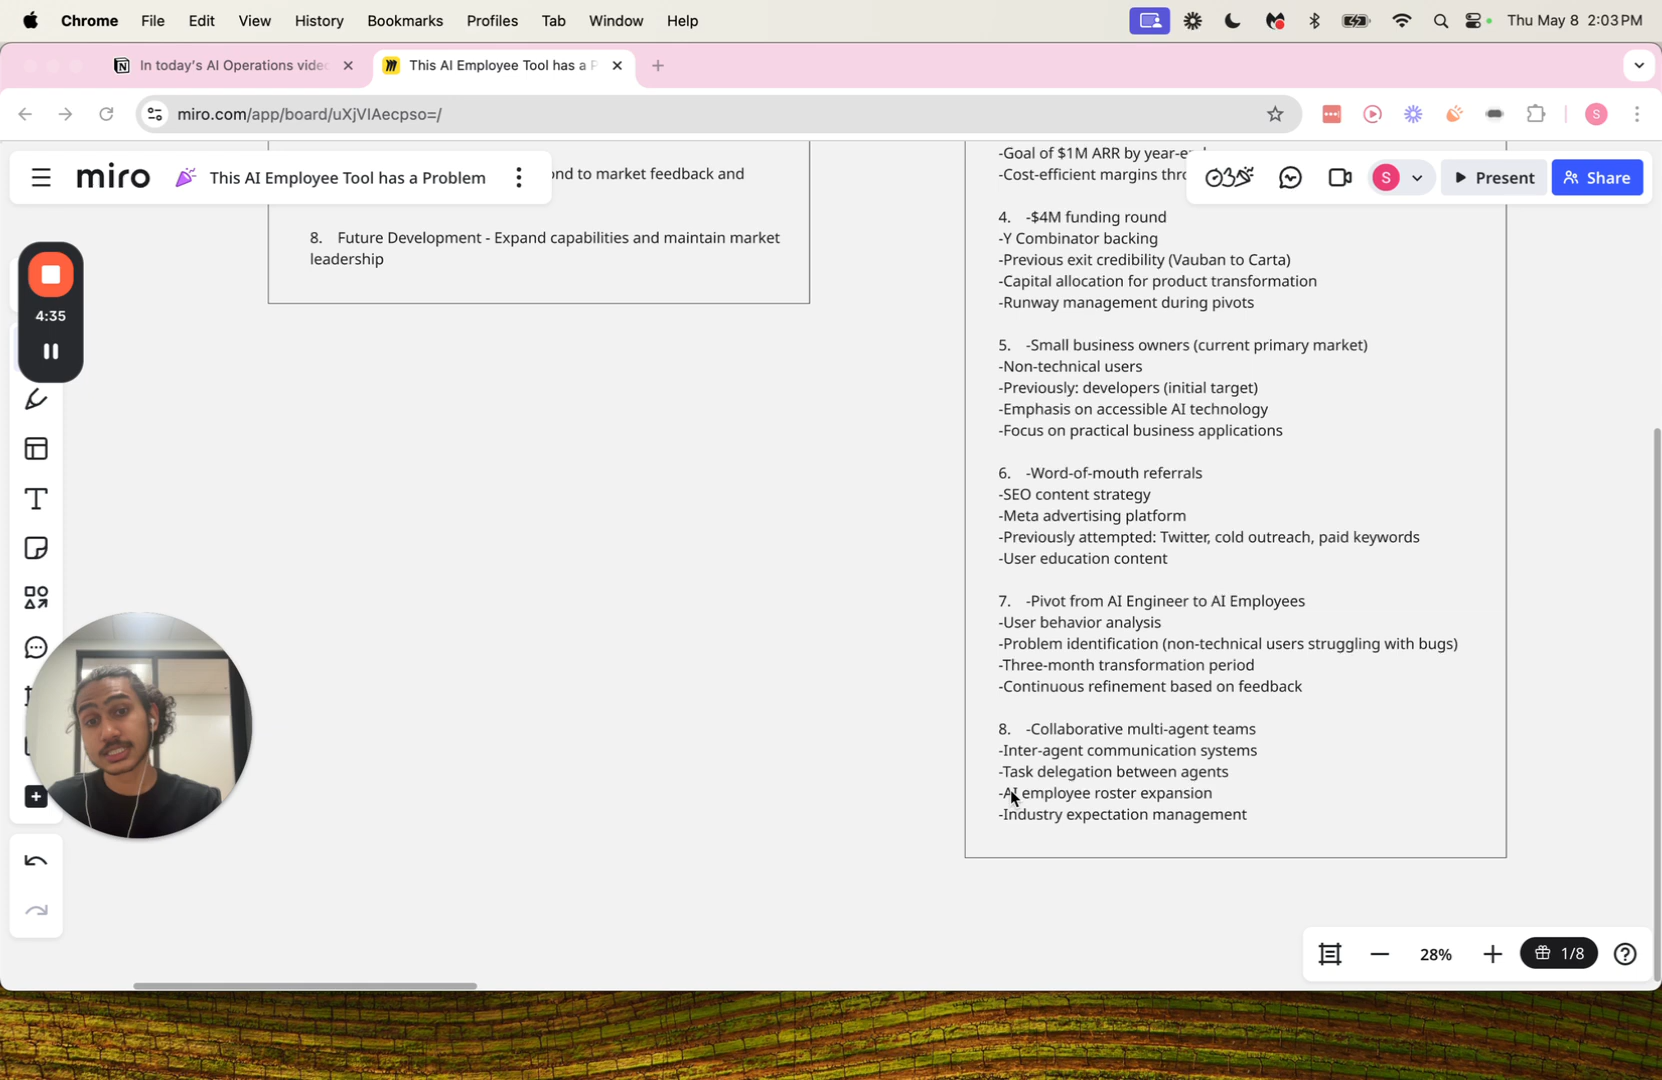 Chrome File Edit View History Bookmarks Profiles Tab Window Help Thu May 8 2:03 PM
In today's AI Operations vide
This AI Employee Tool has a P
miro.com/app/board/uXjVIAecpso=/
miro This AI Employee Tool has a Problem
S Present Share
ond to market feedback and
8. Future Development - Expand capabilities and maintain market
leadership
4:35
-Goal of $1M ARR by year-e
-Cost-efficient margins thr
4. -$4M funding round
-Y Combinator backing
-Previous exit credibility (Vauban to Carta)
-Capital allocation for product transformation
-Runway management during pivots
5. -Small business owners (current primary market)
-Non-technical users
-Previously: developers (initial target)
-Emphasis on accessible AI technology
-Focus on practical business applications
6. -Word-of-mouth referrals
-SEO content strategy
-Meta advertising platform
-Previously attempted: Twitter, cold outreach, paid keywords
-User education content
7. -Pivot from AI Engineer to AI Employees
-User behavior analysis
-Problem identification (non-technical users struggling with bugs)
-Three-month transformation period
-Continuous refinement based on feedback
8. -Collaborative multi-agent teams
-Inter-agent communication systems
-Task delegation between agents
-AI employee roster expansion
-Industry expectation management
28% 1/8